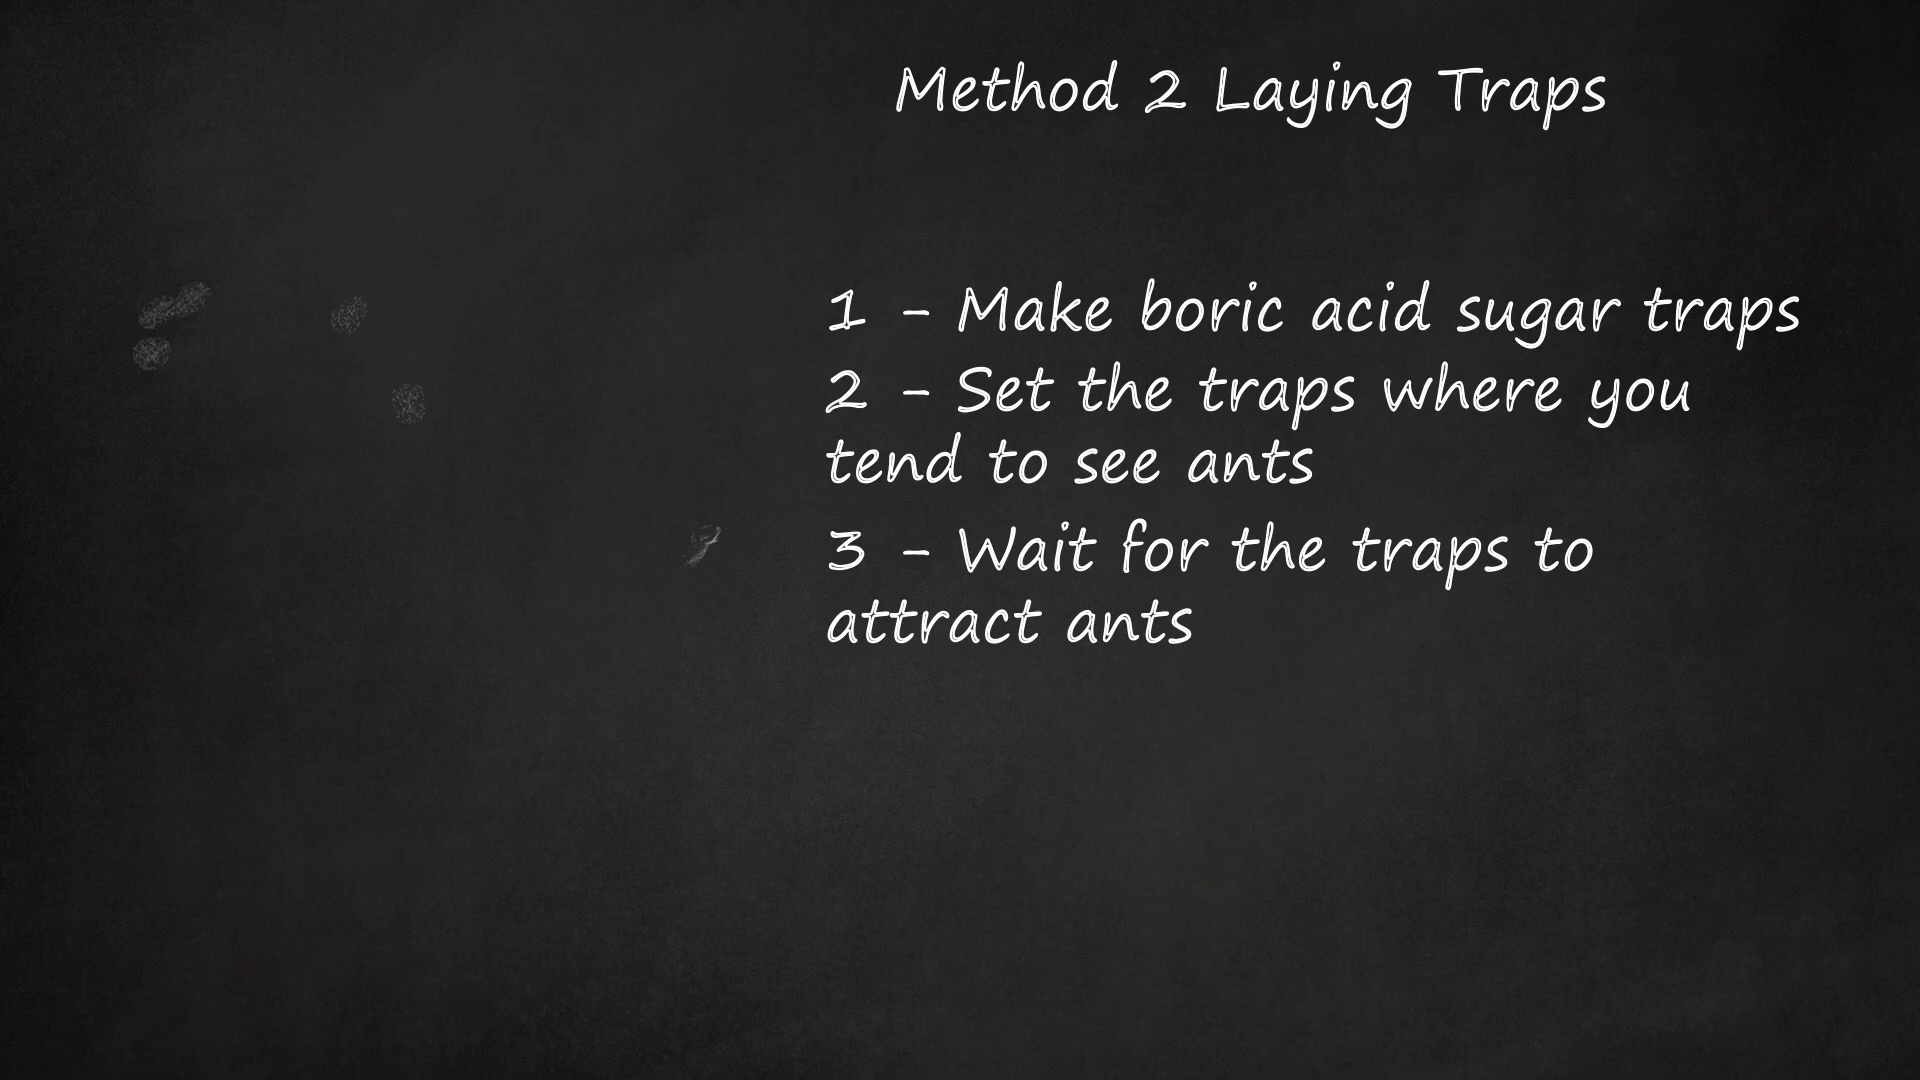 Method 2 Laying Traps
1 - Make boric acid sugar traps
2 - Set the traps where you
tend to see ants
3 - Wait for the traps to
attract ants